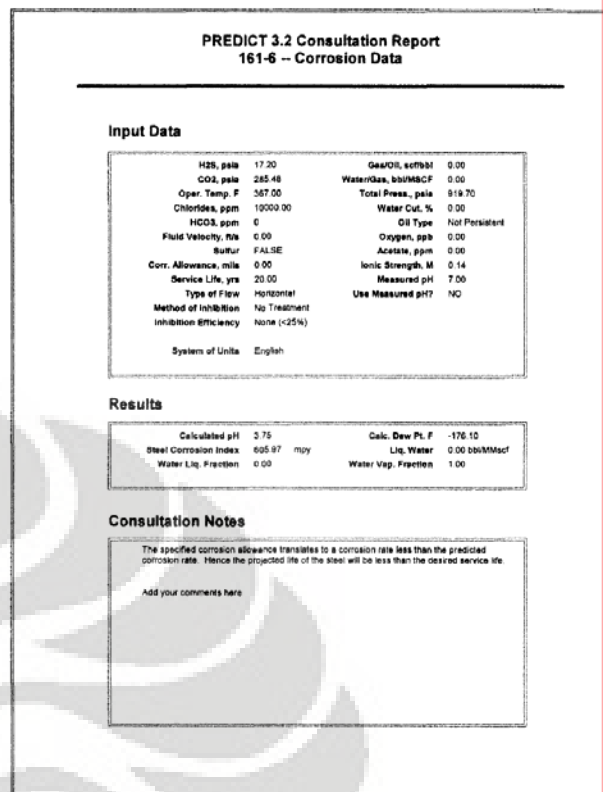 PREDICT 3.2 Consultation Report
161-6 -- Corrosion Data
Input Data
H2S, psia 17.20 Gas/Oil, scf/bbl 0.00
CO2, psia 285.46 Water/Gas, bbl/MSCF 0.00
Oper. Temp. F 367.00 Total Press., psia 919.70
Chlorides, ppm 10000.00 Water Cut, % 0.00
HCO3, ppm 0 Oil Type Not Persistent
Fluid Velocity, ft/s 0.00 Oxygen, ppb 0.00
Sulfur FALSE Acetate, ppm 0.00
Corr. Allowance, mils 0.00 Ionic Strength, M 0.14
Service Life, yrs 20.00 Measured pH 7.00
Type of Flow Horizontal Use Measured pH? NO
Method of Inhibition No Treatment
Inhibition Efficiency None (<25%)
System of Units English
Results
Calculated pH 3.75 Calc. Dew Pt. F -176.10
Steel Corrosion Index 605.97 mpy Liq. Water 0.00 bbl/MMscf
Water Liq. Fraction 0.00 Water Vap. Fraction 1.00
Consultation Notes
The specified corrosion allowance translates to a corrosion rate less than the predicted
corrosion rate. Hence the projected life of the steel will be less than the desired service life.
Add your comments here